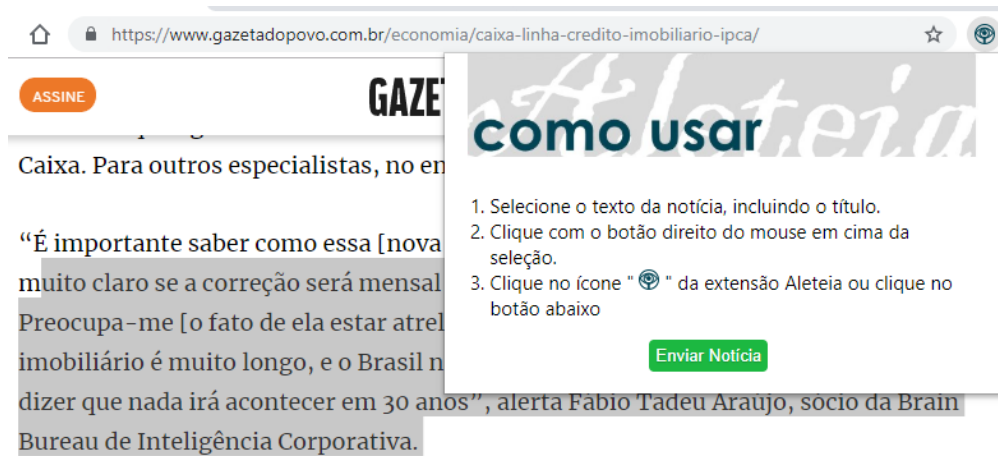 https://www.gazetadopovo.com.br/economia/caixa-linha-credito-imobiliario-ipca/
ASSINE
GAZE
Caixa. Para outros especialistas, no en
“É importante saber como essa [nova
muito claro se a correção será mensal
Preocupa-me [o fato de ela estar atrel
imobiliário é muito longo, e o Brasil n
dizer que nada irá acontecer em 30 anos”, alerta Fábio Tadeu Araújo, sócio da Brain
Bureau de Inteligência Corporativa.
Aleteia
como usar
1. Selecione o texto da notícia, incluindo o título.
2. Clique com o botão direito do mouse em cima da
seleção.
3. Clique no ícone " " da extensão Aleteia ou clique no
botão abaixo
Enviar Notícia